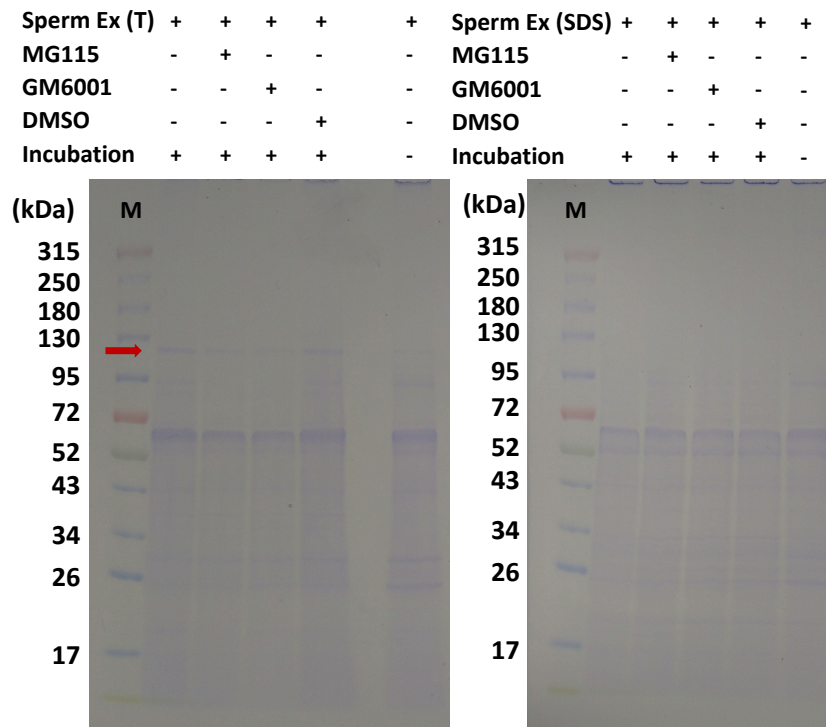 Sperm Ex (T) + + + + +
MG115 - + - - -
GM6001 - - + - -
DMSO - - - + -
Incubation + + + + -
(kDa) M
315
250
180
130
95
72
52
43
34
26
17
Sperm Ex (SDS) + + + + +
MG115 - + - - -
GM6001 - - + - -
DMSO - - - + -
Incubation + + + + -
(kDa) M
315
250
180
130
95
72
52
43
34
26
17